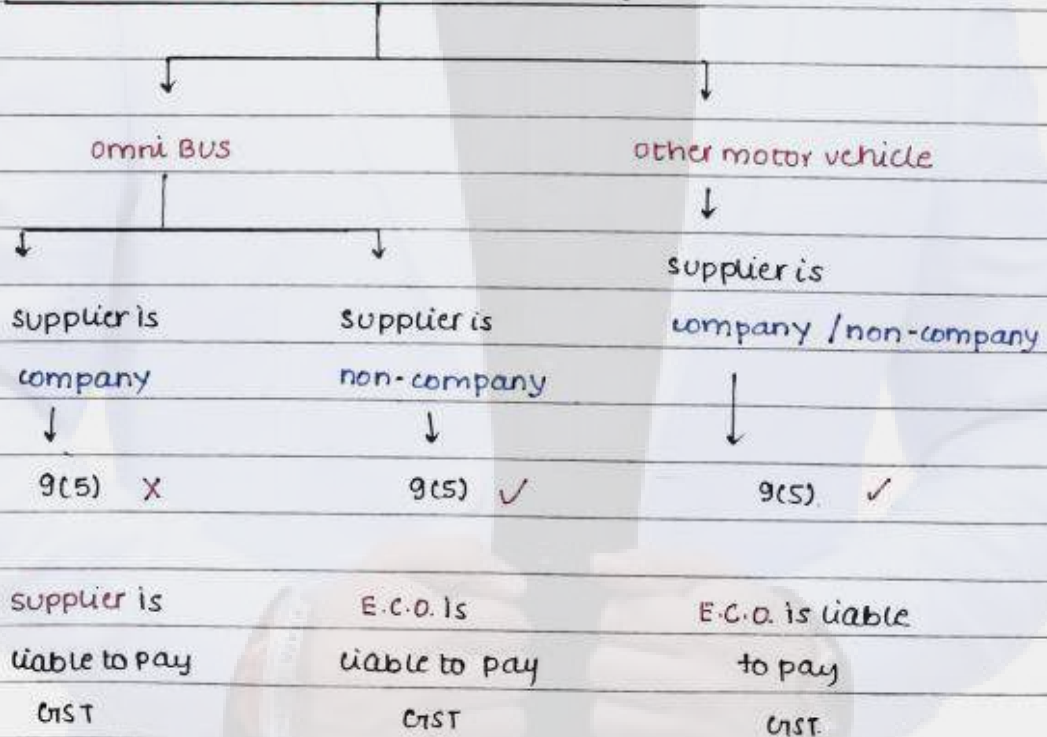 omni BUS
other motor vehicle
supplier is
company
9(5) X
supplier is
non-company
9(5) ✓
supplier is
company / non-company
9(5). ✓
supplier is
liable to pay
GST
E.C.O. is
liable to pay
GST
E.C.O. is liable
to pay
GST.